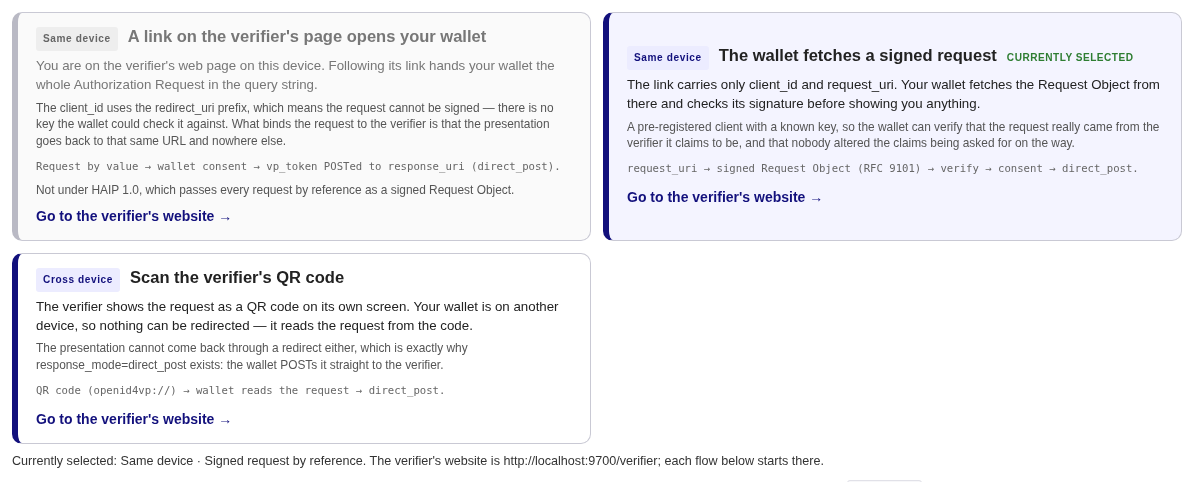 Same device A link on the verifier's page opens your wallet
You are on the verifier's web page on this device. Following its link hands your wallet the
whole Authorization Request in the query string.
The client_id uses the redirect_uri prefix, which means the request cannot be signed — there is no
key the wallet could check it against. What binds the request to the verifier is that the presentation
goes back to that same URL and nowhere else.
Request by value → wallet consent → vp_token POSTed to response_uri (direct_post).
Not under HAIP 1.0, which passes every request by reference as a signed Request Object.
Go to the verifier's website →
Same device The wallet fetches a signed request CURRENTLY SELECTED
The link carries only client_id and request_uri. Your wallet fetches the Request Object from
there and checks its signature before showing you anything.
A pre-registered client with a known key, so the wallet can verify that the request really came from the
verifier it claims to be, and that nobody altered the claims being asked for on the way.
request_uri → signed Request Object (RFC 9101) → verify → consent → direct_post.
Go to the verifier's website →
Cross device Scan the verifier's QR code
The verifier shows the request as a QR code on its own screen. Your wallet is on another
device, so nothing can be redirected — it reads the request from the code.
The presentation cannot come back through a redirect either, which is exactly why
response_mode=direct_post exists: the wallet POSTs it straight to the verifier.
QR code (openid4vp://) → wallet reads the request → direct_post.
Go to the verifier's website →
Currently selected: Same device · Signed request by reference. The verifier's website is http://localhost:9700/verifier; each flow below starts there.